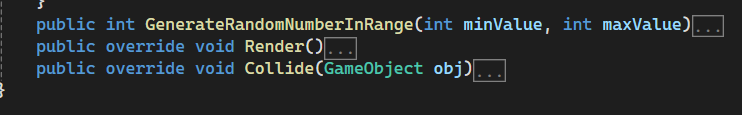 }
public int GenerateRandomNumberInRange(int minValue, int maxValue)...
public override void Render()...
public override void Collide(GameObject obj)...
}